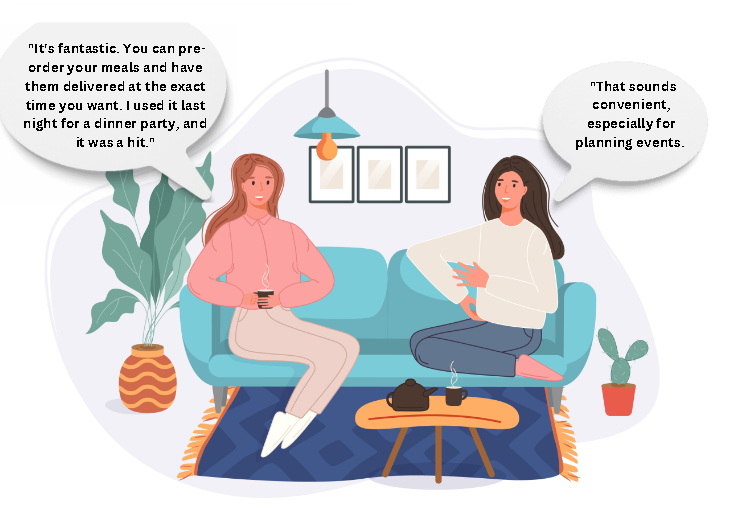 "It's fantastic. You can pre-
order your meals and have
them delivered at the exact
time you want. I used it last
night for a dinner party, and
it was a hit."
"That sounds
convenient,
especially for
planning events.